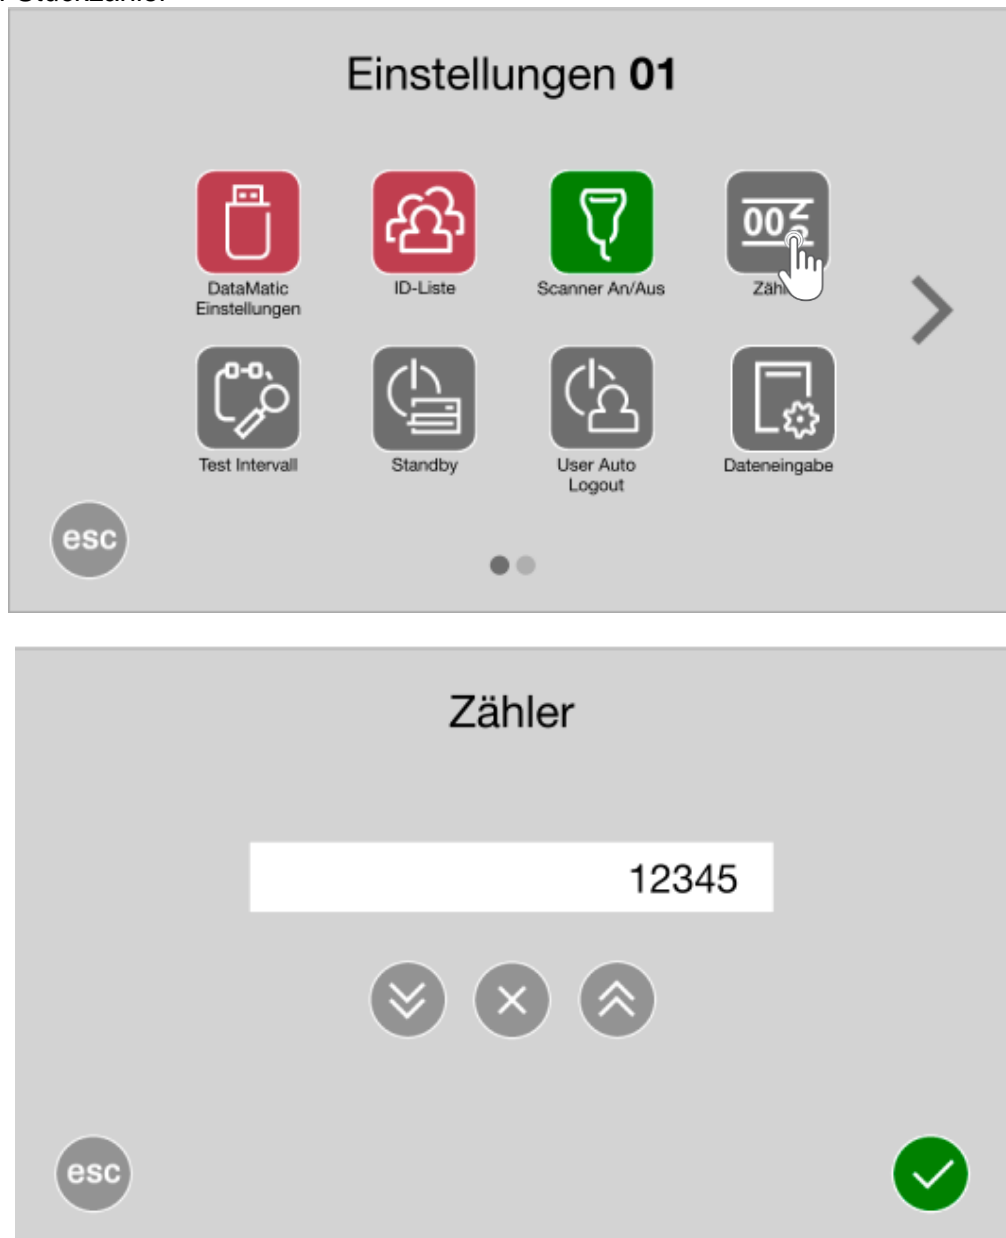 Einstellungen 01
DataMatic
Einstellungen
ID-Liste
Scanner An/Aus
Test Intervall
Standby
User Auto
Logout
Dateneingabe
esc
Zähler
12345
esc